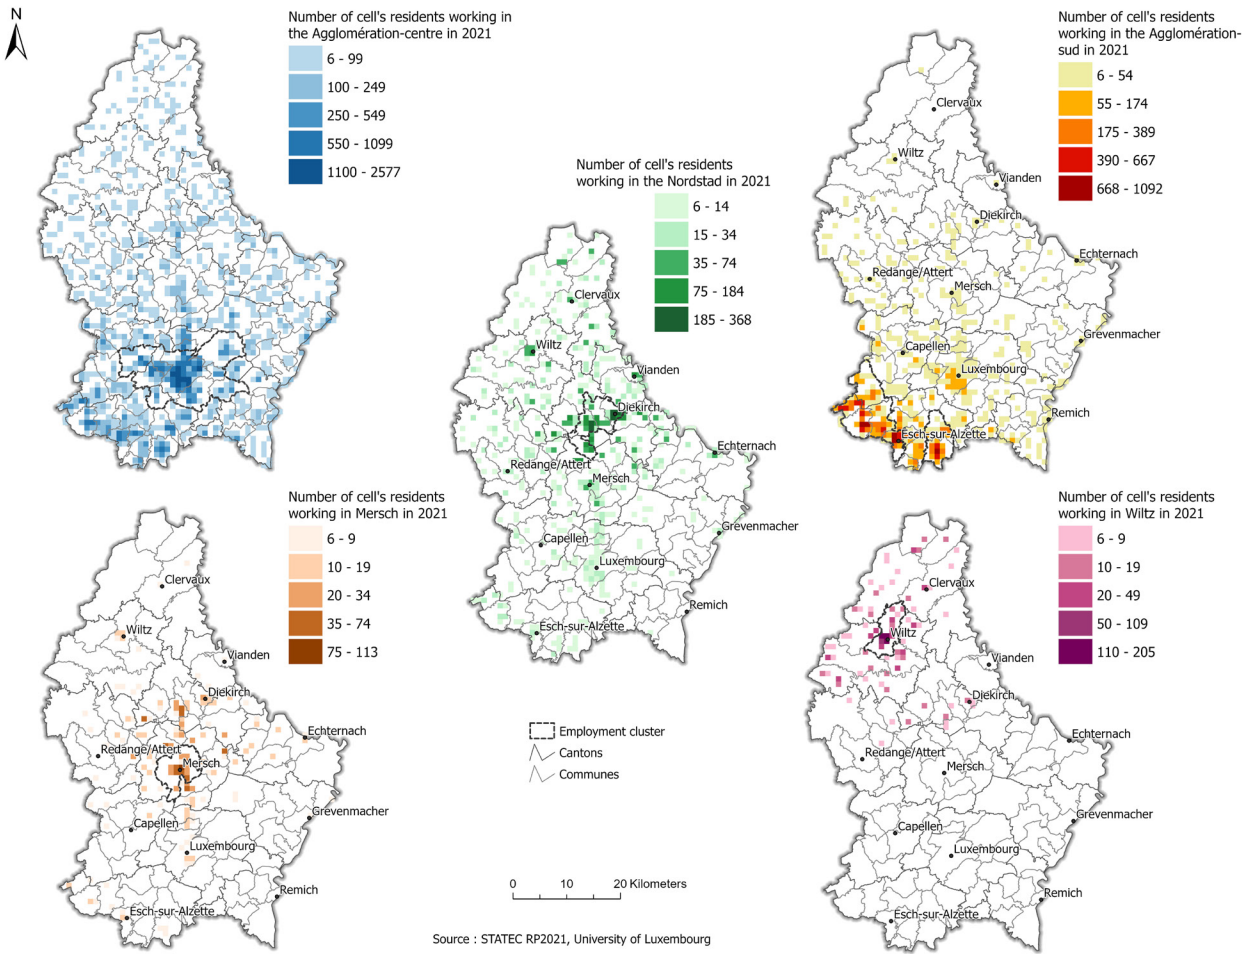 N
Number of cell's residents working in
the Agglomération-centre in 2021
6 - 99
100 - 249
250 - 549
550 - 1099
1100 - 2577
Number of cell's residents
working in the Agglomération-
sud in 2021
6 - 54
55 - 174
175 - 389
390 - 667
668 - 1092
Clervaux
Wiltz
Vianden
Diekirch
Echternach
Redange/Attert
Mersch
Grevenmacher
Capellen
Luxembourg
Remich
Esch-sur-Alzette
Number of cell's residents
working in the Nordstad in 2021
6 - 14
15 - 34
35 - 74
75 - 184
185 - 368
Clervaux
Wiltz
Vianden
Diekirch
Echternach
Redange/Attert
Mersch
Grevenmacher
Capellen
Luxembourg
Remich
Esch-sur-Alzette
Number of cell's residents
working in Mersch in 2021
6 - 9
10 - 19
20 - 34
35 - 74
75 - 113
Clervaux
Wiltz
Vianden
Diekirch
Echternach
Redange/Attert
Mersch
Grevenmacher
Capellen
Luxembourg
Remich
Esch-sur-Alzette
Number of cell's residents
working in Wiltz in 2021
6 - 9
10 - 19
20 - 49
50 - 109
110 - 205
Clervaux
Wiltz
Vianden
Diekirch
Echternach
Redange/Attert
Mersch
Grevenmacher
Capellen
Luxembourg
Remich
Esch-sur-Alzette
Employment cluster
Cantons
Communes
0 10 20 Kilometers
Source : STATEC RP2021, University of Luxembourg